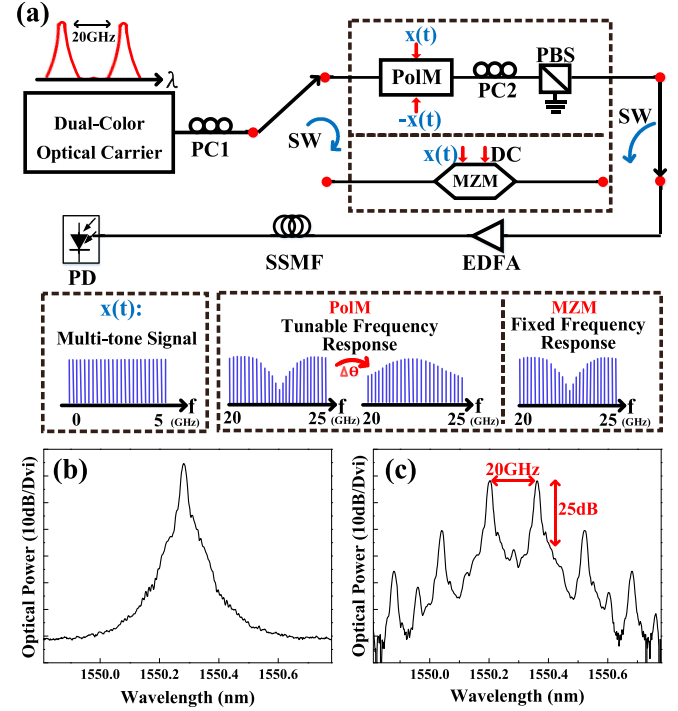 (a)
20GHz
λ
Dual-Color
Optical Carrier
PC1
SW
x(t)
PolM
-x(t)
PC2
PBS
SW
x(t)
DC
MZM
PD
SSMF
EDFA
x(t):
Multi-tone Signal
0
5
f
(GHz)
PolM
Tunable Frequency
Response
Δθ
20
25
f
(GHz)
20
25
f
(GHz)
MZM
Fixed Frequency
Response
20
25
f
(GHz)
(b)
Optical Power (10dB/Dvi)
1550.0
1550.2
1550.4
1550.6
Wavelength (nm)
(c)
20GHz
25dB
Optical Power (10dB/Dvi)
1550.0
1550.2
1550.4
1550.6
Wavelength (nm)